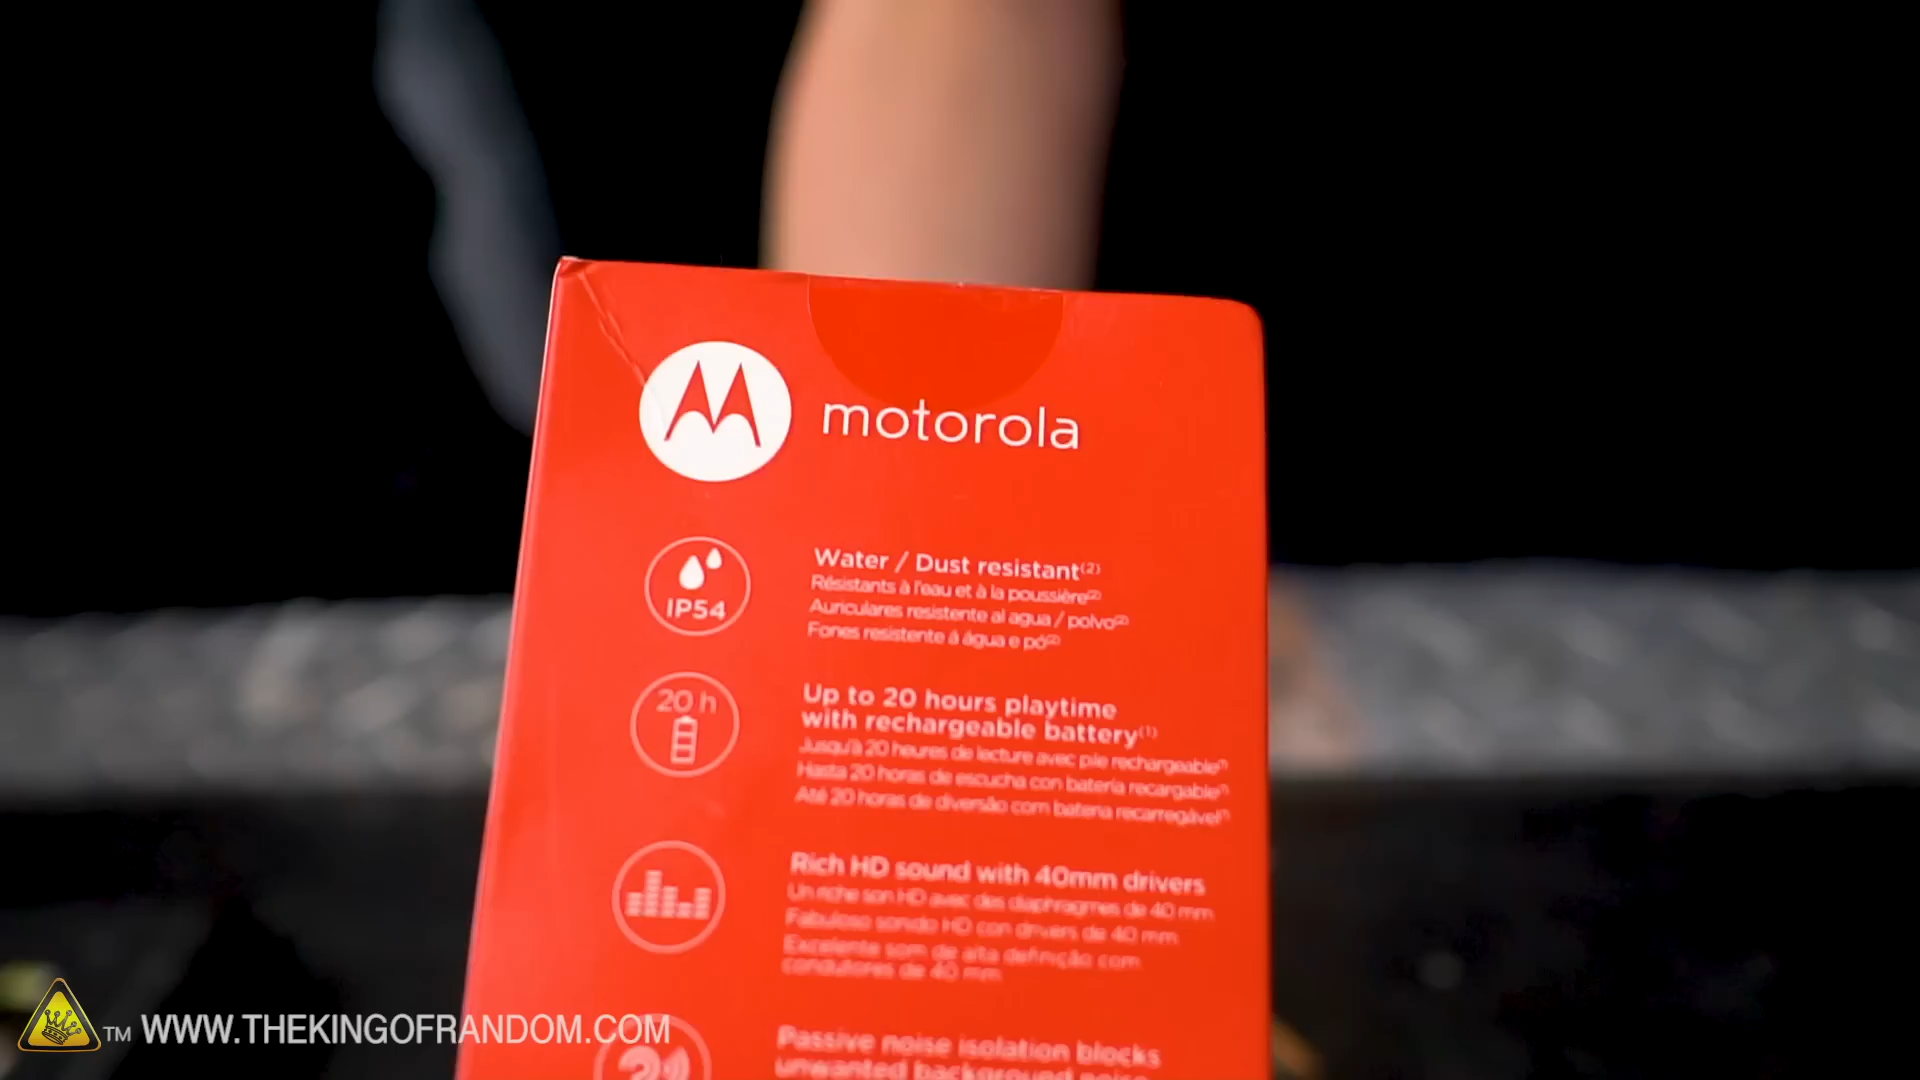 motorola
IP54
Water / Dust resistant(2)
Résistants à l'eau et à la poussière(2)
Auriculares resistente al agua / polvo(2)
Fones resistente á água e pó(2)
20 h
Up to 20 hours playtime
with rechargeable battery(1)
Jusqu'à 20 heures de lecture avec pile rechargeable(1)
Hasta 20 horas de escucha con batería recargable(1)
Até 20 horas de diversão com bateria recarregável(1)
Rich HD sound with 40mm drivers
Un riche son HD avec des diaphragmes de 40 mm
Fabuloso sonido HD con drivers de 40 mm
Excelente som de alta definição com
condutores de 40 mm
Passive noise isolation blocks
unwanted background noise
TM WWW.THEKINGOFRANDOM.COM